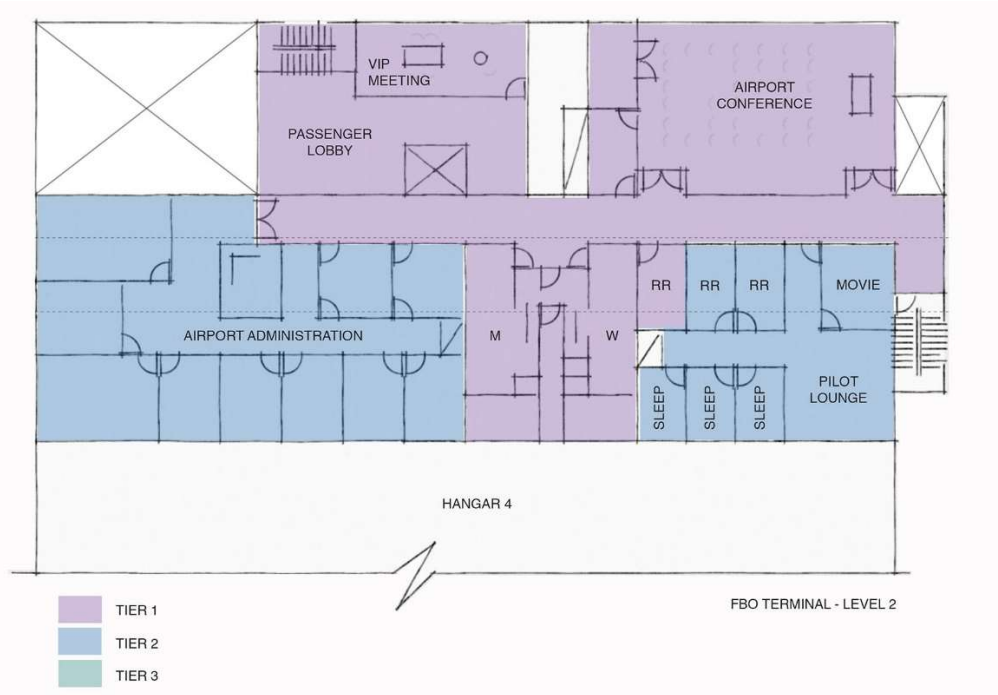 VIP
MEETING
AIRPORT
CONFERENCE
PASSENGER
LOBBY
RR
RR
RR
MOVIE
AIRPORT ADMINISTRATION
M
W
SLEEP
SLEEP
SLEEP
PILOT
LOUNGE
HANGAR 4
FBO TERMINAL - LEVEL 2
TIER 1
TIER 2
TIER 3